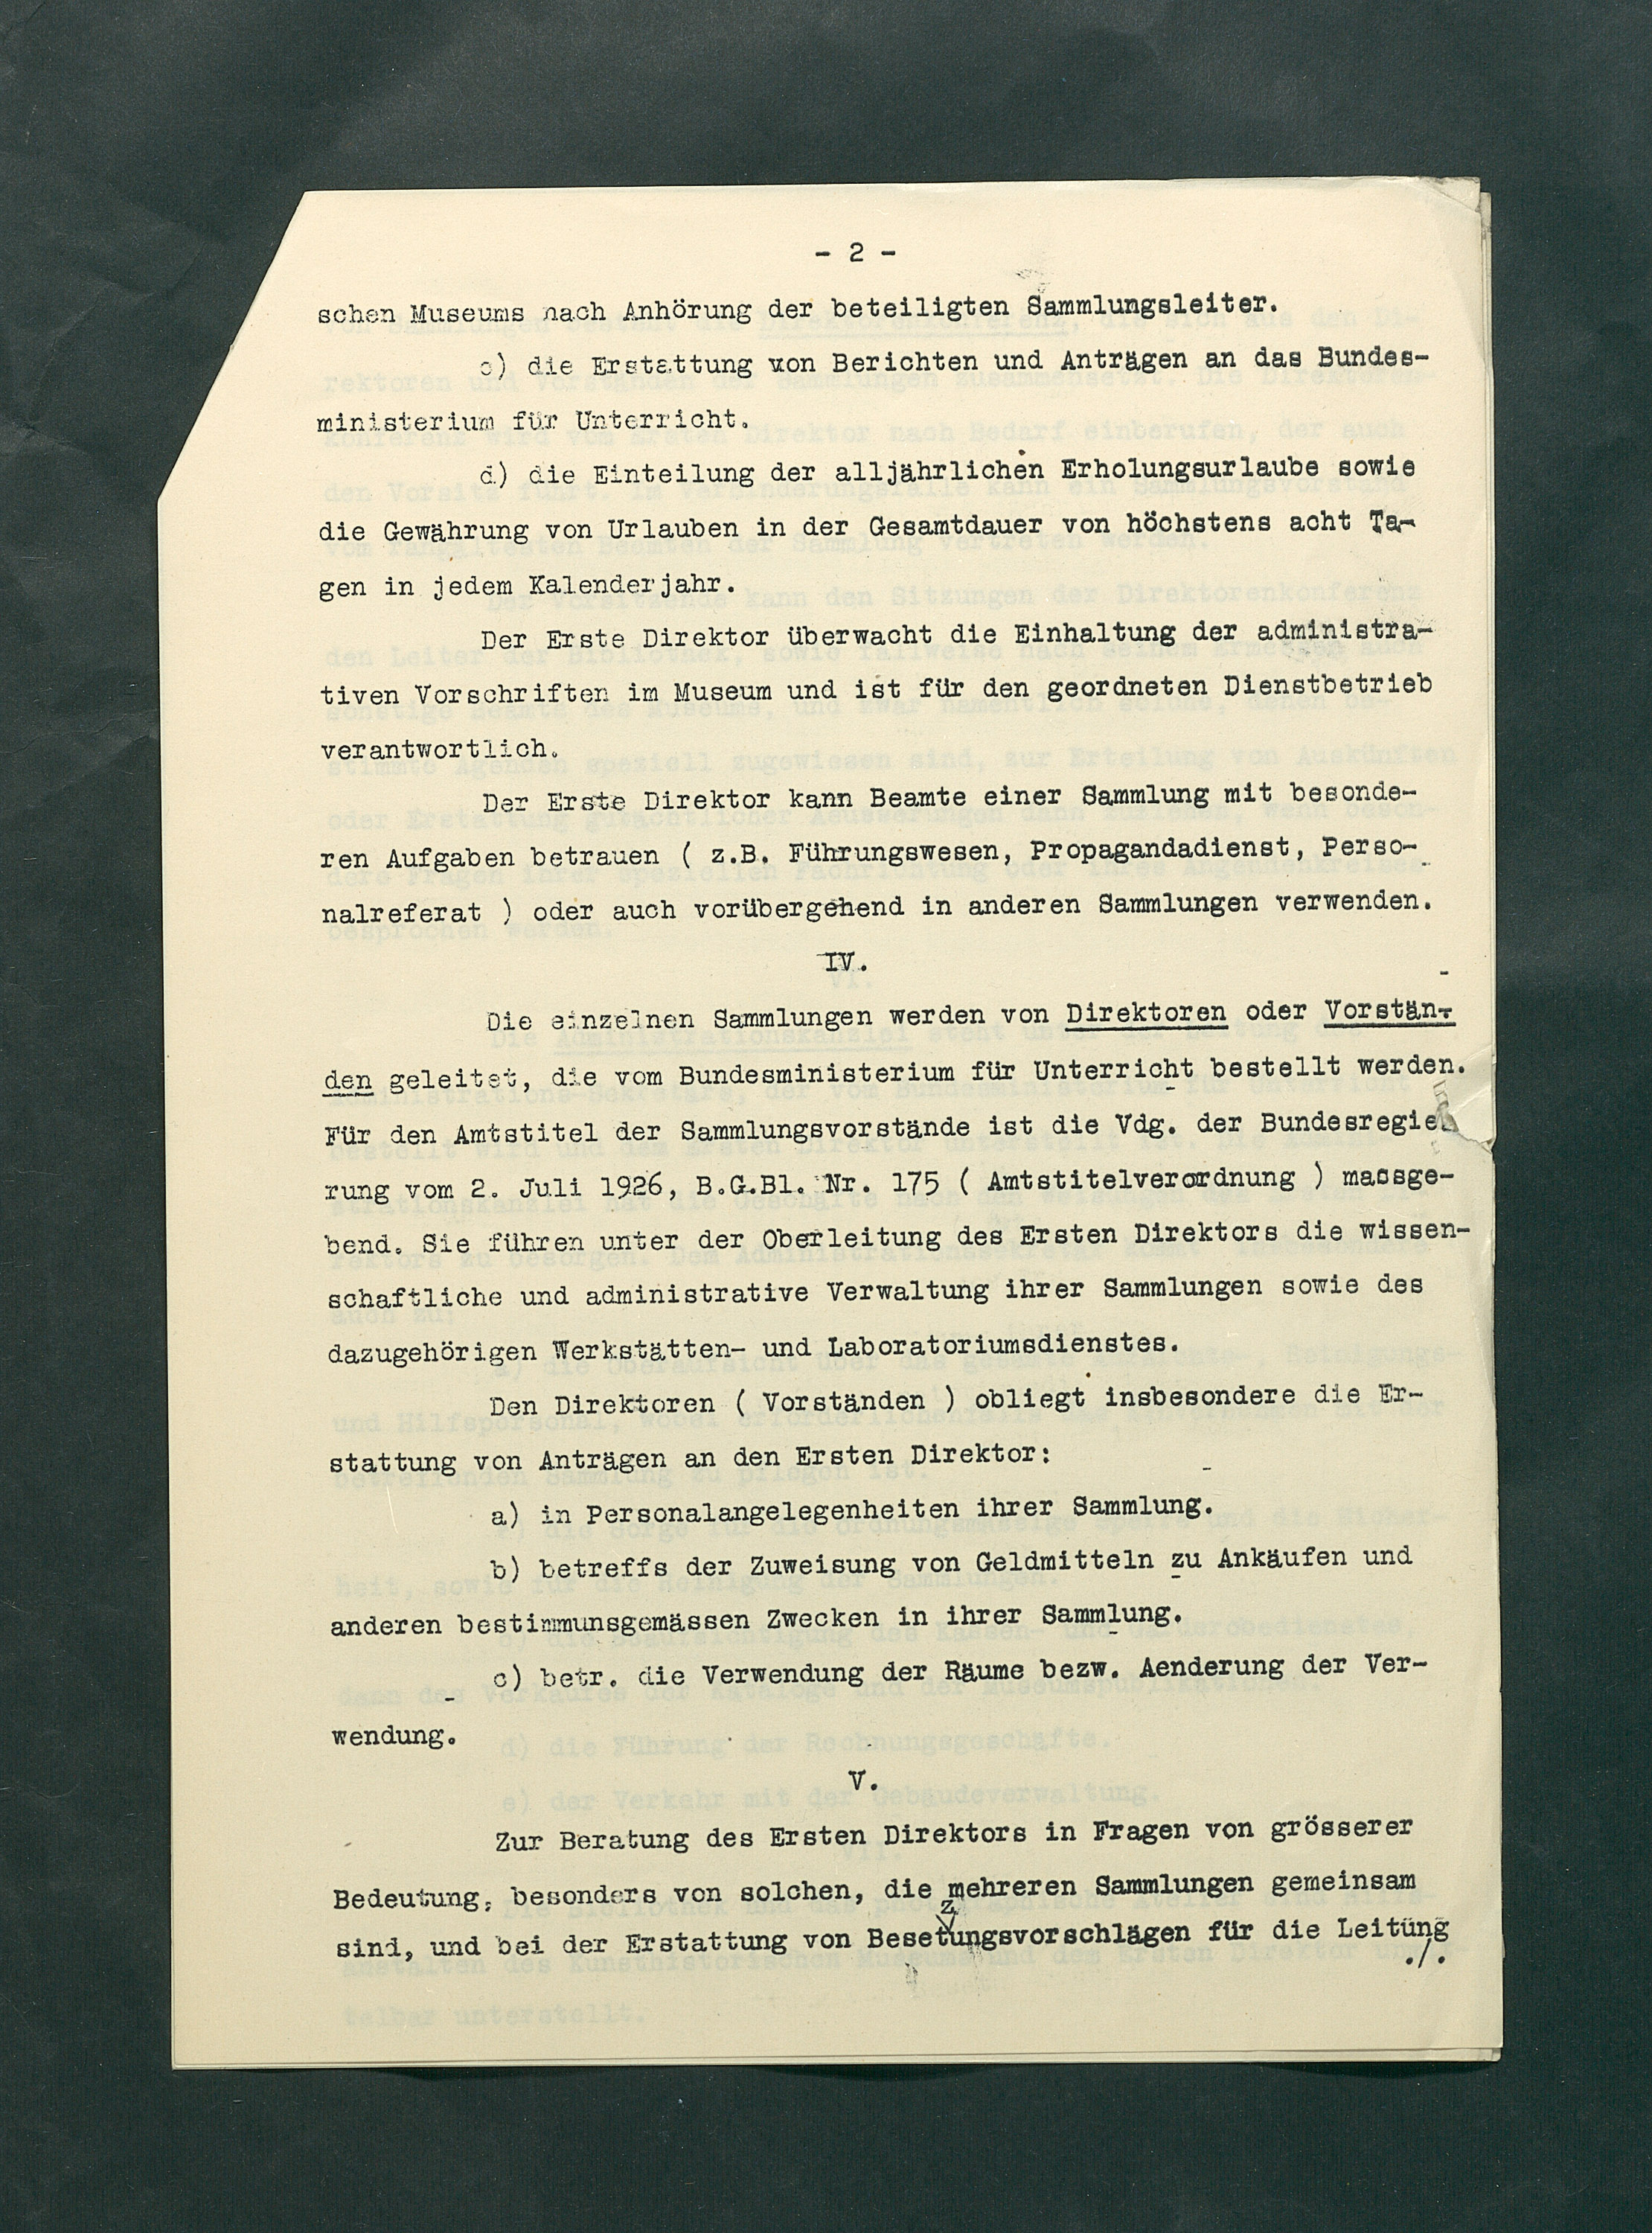 - 2 -
schen Museums nach Anhörung der beteiligten Sammlungsleiter.
c) die Erstattung von Berichten und Anträgen an das Bundes-
ministerium für Unterricht.
d) die Einteilung der alljährlichen Erholungsurlaube sowie
die Gewährung von Urlauben in der Gesamtdauer von höchstens acht Ta-
gen in jedem Kalenderjahr.
Der Erste Direktor überwacht die Einhaltung der administra-
tiven Vorschriften im Museum und ist für den geordneten Dienstbetrieb
verantwortlich.
Der Erste Direktor kann Beamte einer Sammlung mit besonde-
ren Aufgaben betrauen ( z.B. Führungswesen, Propagandadienst, Perso-
nalreferat ) oder auch vorübergehend in anderen Sammlungen verwenden.
IV.
Die einzelnen Sammlungen werden von Direktoren oder Vorstän-
den geleitet, die vom Bundesministerium für Unterricht bestellt werden.
Für den Amtstitel der Sammlungsvorstände ist die Vdg. der Bundesregie-
rung vom 2. Juli 1926, B.G.Bl. Nr. 175 ( Amtstitelverordnung ) massge-
bend. Sie führen unter der Oberleitung des Ersten Direktors die wissen-
schaftliche und administrative Verwaltung ihrer Sammlungen sowie des
dazugehörigen Werkstätten- und Laboratoriumsdienstes.
Den Direktoren ( Vorständen ) obliegt insbesondere die Er-
stattung von Anträgen an den Ersten Direktor:
a) in Personalangelegenheiten ihrer Sammlung.
b) betreffs der Zuweisung von Geldmitteln zu Ankäufen und
anderen bestimmunsgemässen Zwecken in ihrer Sammlung.
c) betr. die Verwendung der Räume bezw. Aenderung der Ver-
wendung.
V.
Zur Beratung des Ersten Direktors in Fragen von grösserer
Bedeutung, besonders von solchen, die mehreren Sammlungen gemeinsam
sind, und bei der Erstattung von Besetzungsvorschlägen für die Leitung
./.